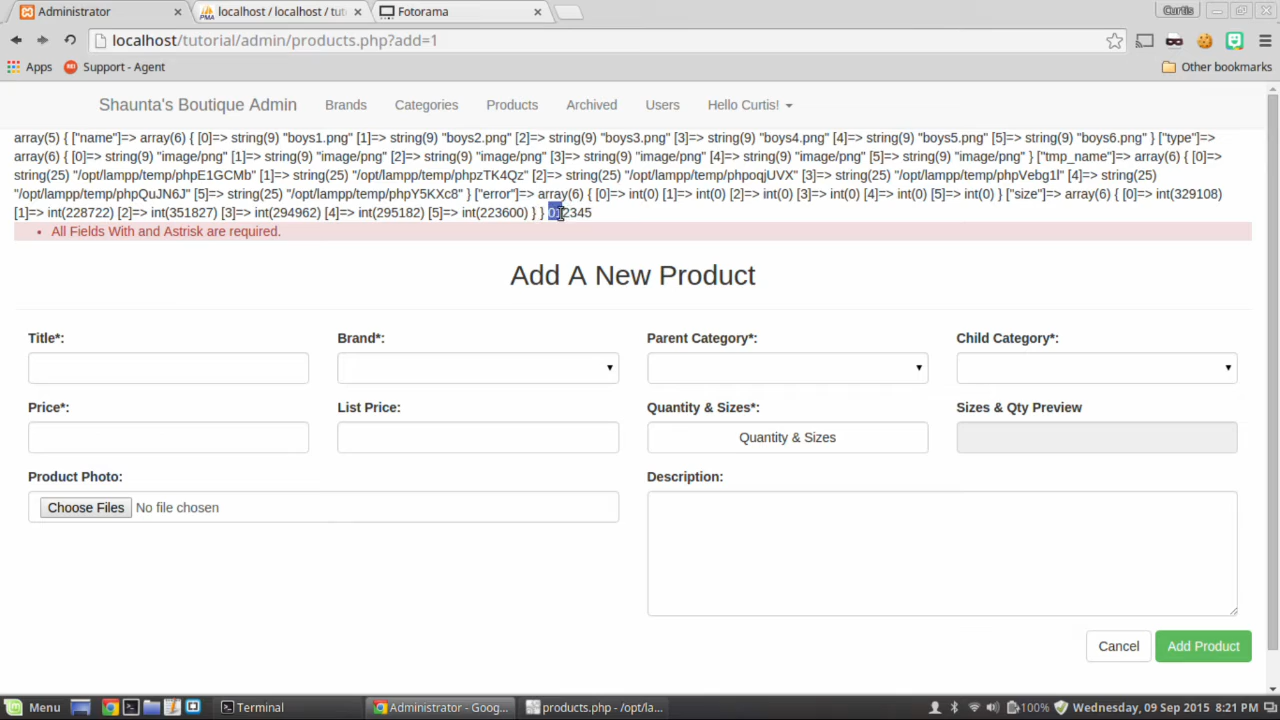 Administrator
localhost / localhost / tut
Fotorama
Curtis
localhost/tutorial/admin/products.php?add=1
Apps
Support - Agent
Other bookmarks
Shaunta's Boutique Admin Brands Categories Products Archived Users Hello Curtis!
array(5) { ["name"]=> array(6) { [0]=> string(9) "boys1.png" [1]=> string(9) "boys2.png" [2]=> string(9) "boys3.png" [3]=> string(9) "boys4.png" [4]=> string(9) "boys5.png" [5]=> string(9) "boys6.png" } ["type"]=>
array(6) { [0]=> string(9) "image/png" [1]=> string(9) "image/png" [2]=> string(9) "image/png" [3]=> string(9) "image/png" [4]=> string(9) "image/png" [5]=> string(9) "image/png" } ["tmp_name"]=> array(6) { [0]=>
string(25) "/opt/lampp/temp/phpE1GCMb" [1]=> string(25) "/opt/lampp/temp/phpzTK4Qz" [2]=> string(25) "/opt/lampp/temp/phpoqjUVX" [3]=> string(25) "/opt/lampp/temp/phpVebg1l" [4]=> string(25)
"/opt/lampp/temp/phpQuJN6J" [5]=> string(25) "/opt/lampp/temp/phpY5KXc8" } ["error"]=> array(6) { [0]=> int(0) [1]=> int(0) [2]=> int(0) [3]=> int(0) [4]=> int(0) [5]=> int(0) } ["size"]=> array(6) { [0]=> int(329108)
[1]=> int(228722) [2]=> int(351827) [3]=> int(294962) [4]=> int(295182) [5]=> int(223600) } } 012345
All Fields With and Astrisk are required.
Add A New Product
Title*: Brand*: Parent Category*: Child Category*:
Price*: List Price: Quantity & Sizes*: Sizes & Qty Preview
Quantity & Sizes
Product Photo: Description:
Choose Files No file chosen
Cancel Add Product
Menu Terminal Administrator - Goog... products.php - /opt/la... 100% Wednesday, 09 Sep 2015 8:21 PM